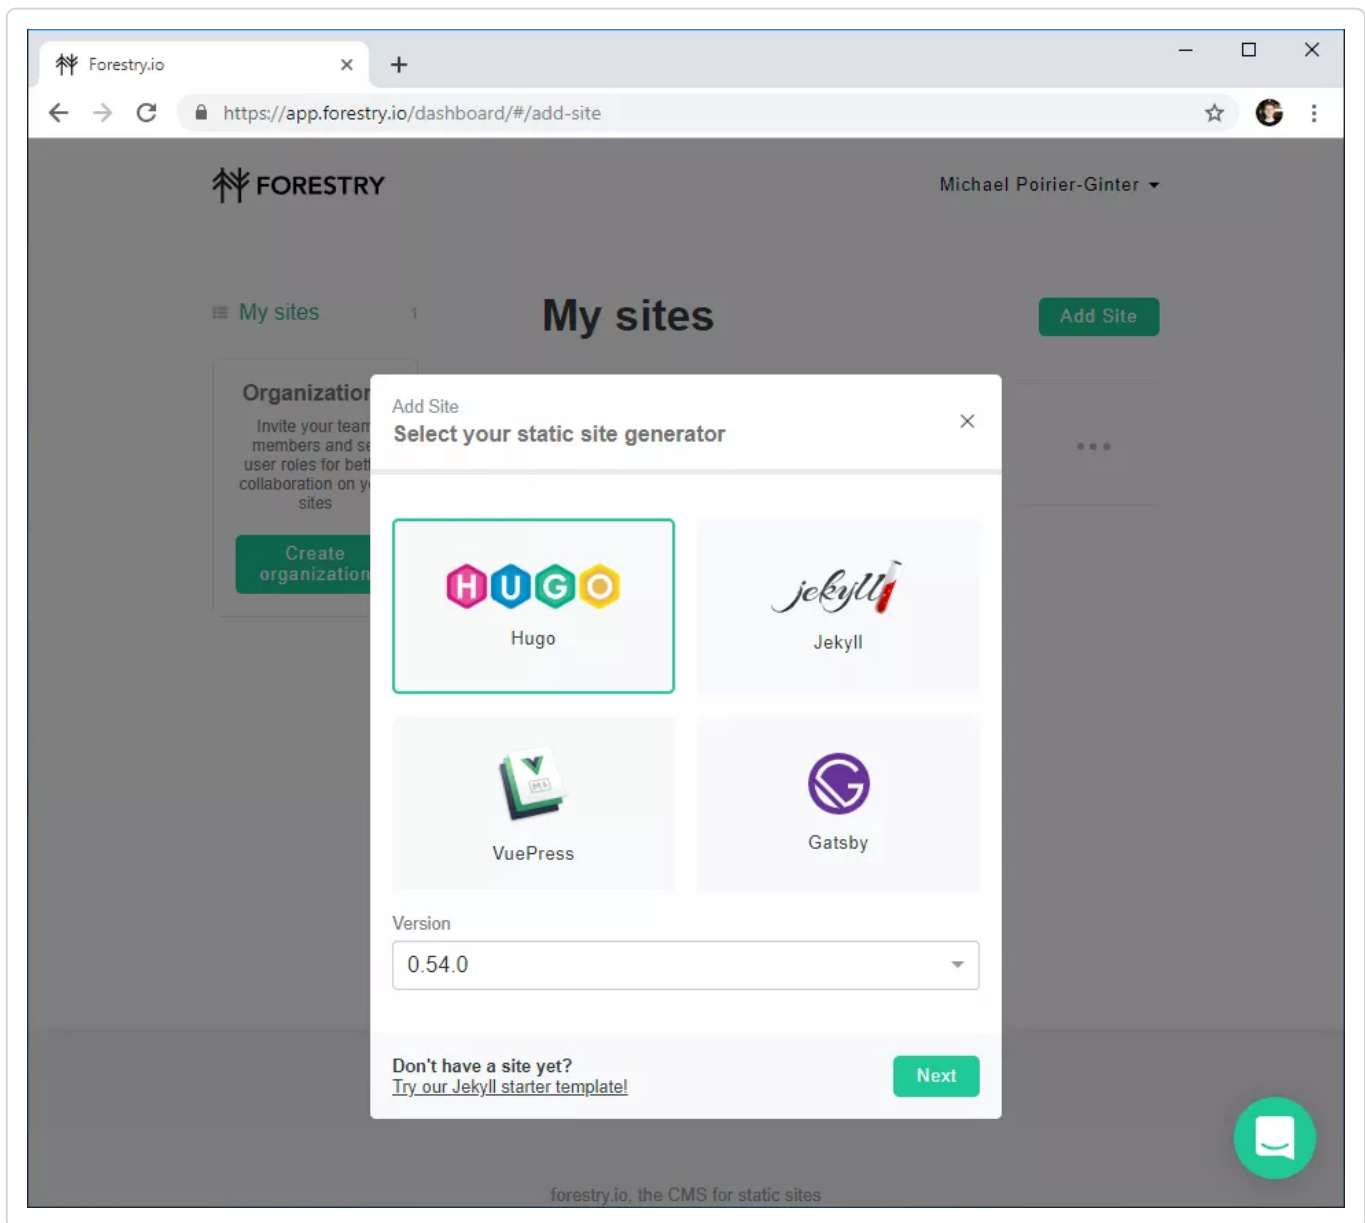 Forestry.io
https://app.forestry.io/dashboard/#/add-site
FORESTRY
Michael Poirier-Ginter
My sites
1
My sites
Add Site
Organization
Invite your team
members and se
user roles for bett
collaboration on y
sites
Create
organization
Add Site
Select your static site generator
HUGO
Hugo
jekyll
Jekyll
VuePress
Gatsby
Version
0.54.0
Don't have a site yet?
Try our Jekyll starter template!
Next
forestry.io, the CMS for static sites